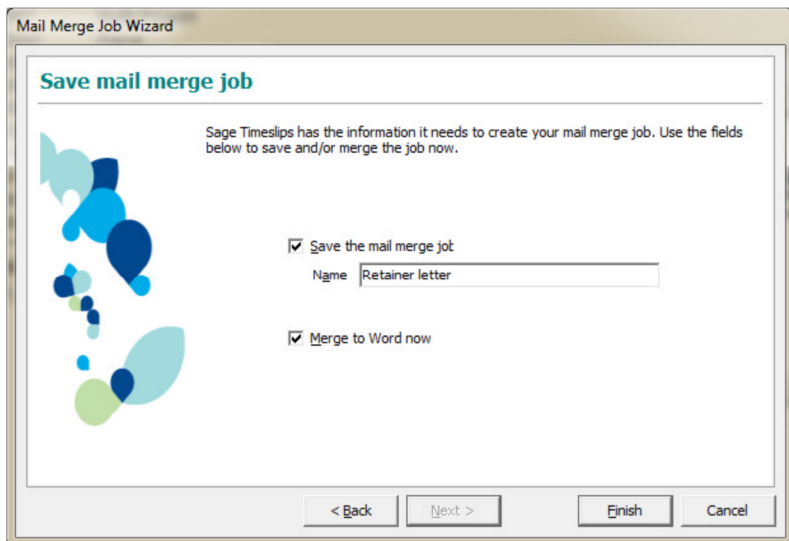 Mail Merge Job Wizard
Save mail merge job
Sage Timeslips has the information it needs to create your mail merge job. Use the fields
below to save and/or merge the job now.
Save the mail merge job
Name Retainer letter
Merge to Word now
< Back Next > Finish Cancel